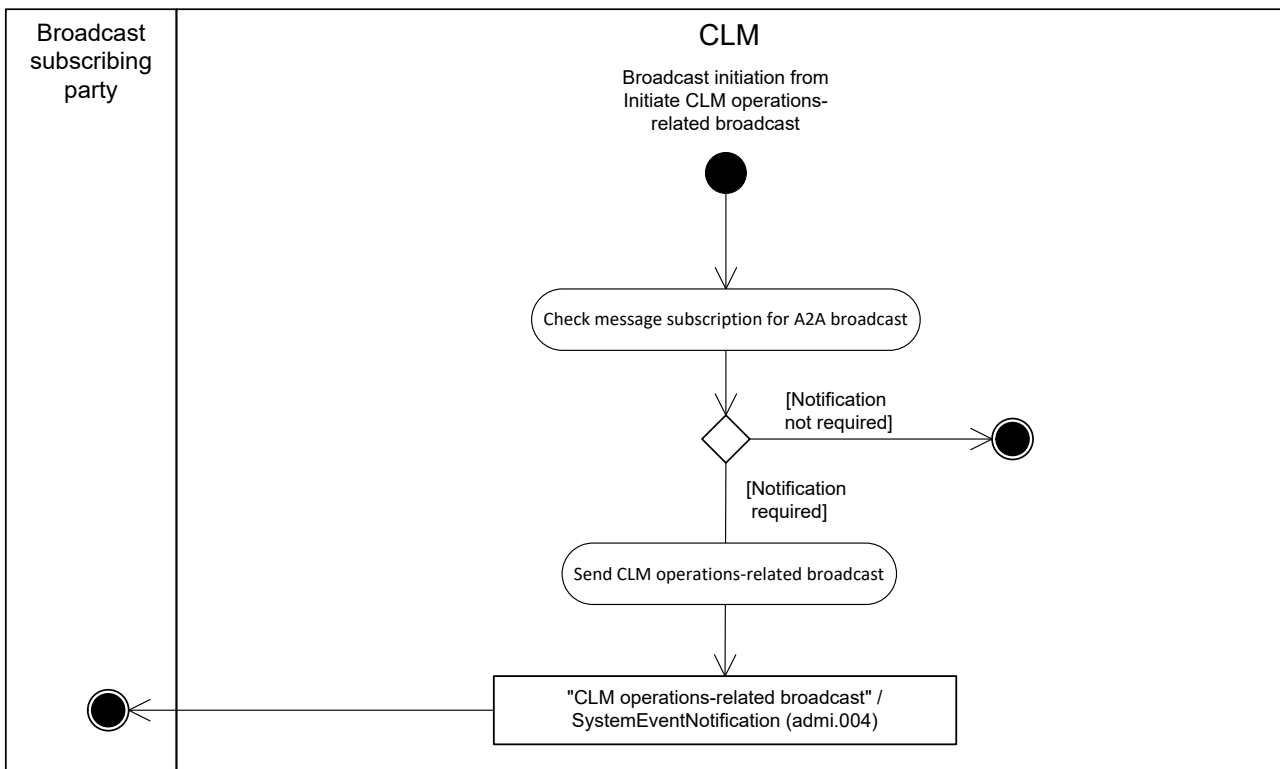 Broadcast
subscribing
party
CLM
Broadcast initiation from
Initiate CLM operations-
related broadcast
Check message subscription for A2A broadcast
[Notification
not required]
[Notification
required]
Send CLM operations-related broadcast
"CLM operations-related broadcast" /
SystemEventNotification (admi.004)